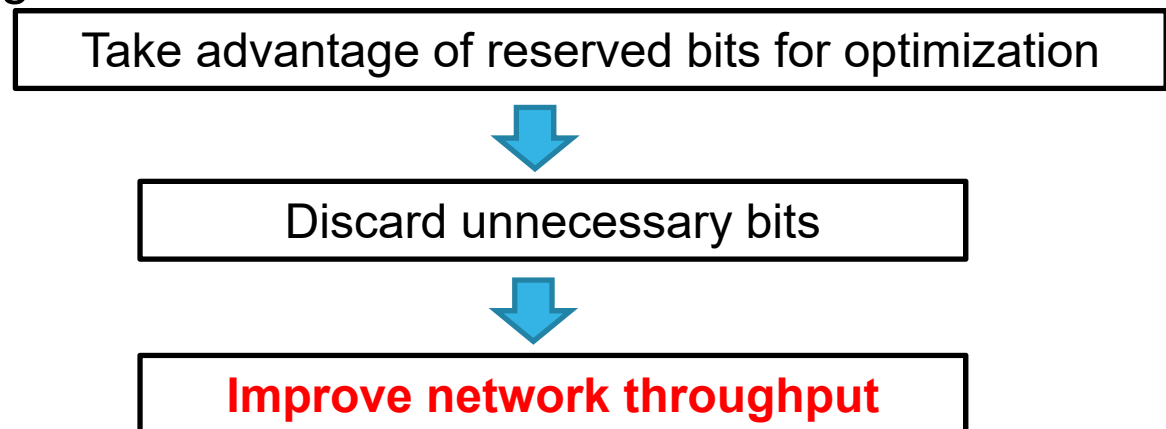 Take advantage of reserved bits for optimization
Discard unnecessary bits
Improve network throughput